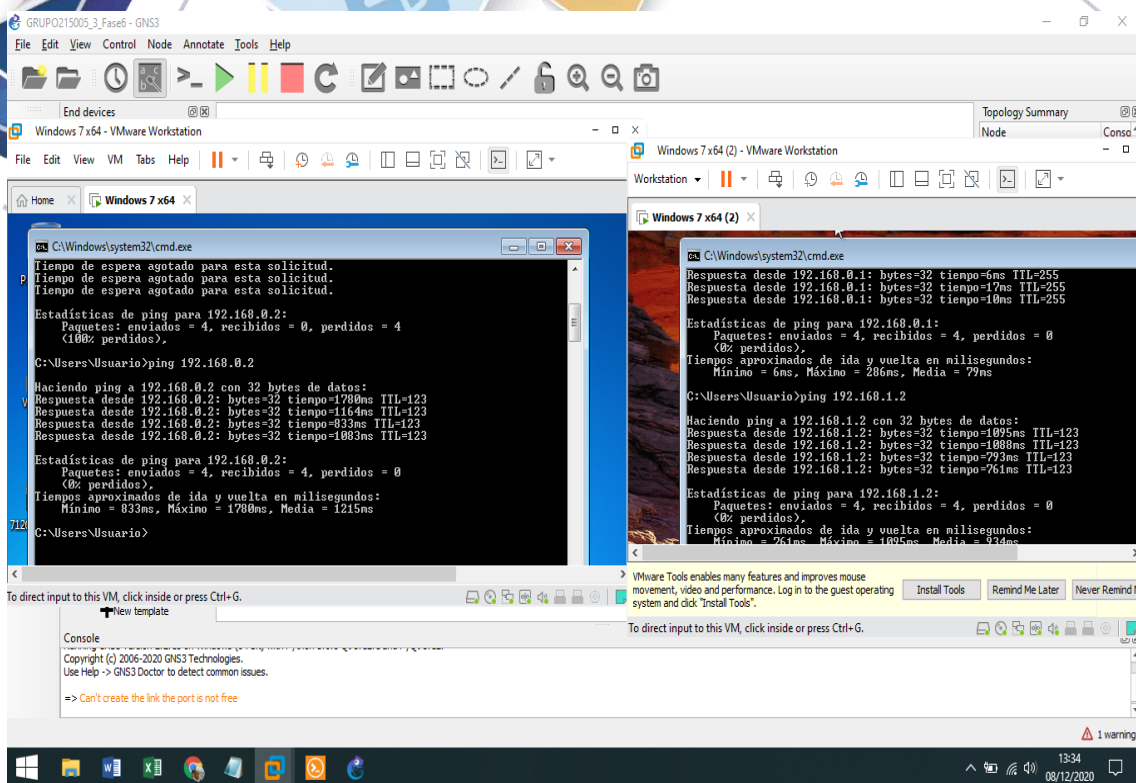 GRUPO215005_3_Fase6 - GNS3
File Edit View Control Node Annotate Tools Help
End devices
Topology Summary
Node Conso
Windows 7 x64 - VMware Workstation
File Edit View VM Tabs Help
Home
Windows 7 x64
C:\Windows\system32\cmd.exe
Tiempo de espera agotado para esta solicitud.
Tiempo de espera agotado para esta solicitud.
Tiempo de espera agotado para esta solicitud.
Estadísticas de ping para 192.168.0.2:
Paquetes: enviados = 4, recibidos = 0, perdidos = 4
(100% perdidos),
C:\Users\Usuario>ping 192.168.0.2
Haciendo ping a 192.168.0.2 con 32 bytes de datos:
Respuesta desde 192.168.0.2: bytes=32 tiempo=1780ms TTL=123
Respuesta desde 192.168.0.2: bytes=32 tiempo=1164ms TTL=123
Respuesta desde 192.168.0.2: bytes=32 tiempo=833ms TTL=123
Respuesta desde 192.168.0.2: bytes=32 tiempo=1083ms TTL=123
Estadísticas de ping para 192.168.0.2:
Paquetes: enviados = 4, recibidos = 4, perdidos = 0
(0% perdidos),
Tiempos aproximados de ida y vuelta en milisegundos:
Mínimo = 833ms, Máximo = 1780ms, Media = 1215ms
C:\Users\Usuario>
To direct input to this VM, click inside or press Ctrl+G.
Windows 7 x64 (2) - VMware Workstation
Workstation
Windows 7 x64 (2)
C:\Windows\system32\cmd.exe
Respuesta desde 192.168.0.1: bytes=32 tiempo=6ms TTL=255
Respuesta desde 192.168.0.1: bytes=32 tiempo=17ms TTL=255
Respuesta desde 192.168.0.1: bytes=32 tiempo=10ms TTL=255
Estadísticas de ping para 192.168.0.1:
Paquetes: enviados = 4, recibidos = 4, perdidos = 0
(0% perdidos),
Tiempos aproximados de ida y vuelta en milisegundos:
Mínimo = 6ms, Máximo = 286ms, Media = 79ms
C:\Users\Usuario>ping 192.168.1.2
Haciendo ping a 192.168.1.2 con 32 bytes de datos:
Respuesta desde 192.168.1.2: bytes=32 tiempo=1095ms TTL=123
Respuesta desde 192.168.1.2: bytes=32 tiempo=1088ms TTL=123
Respuesta desde 192.168.1.2: bytes=32 tiempo=793ms TTL=123
Respuesta desde 192.168.1.2: bytes=32 tiempo=761ms TTL=123
Estadísticas de ping para 192.168.1.2:
Paquetes: enviados = 4, recibidos = 4, perdidos = 0
(0% perdidos),
Tiempos aproximados de ida y vuelta en milisegundos:
Mínimo = 761ms, Máximo = 1095ms, Media = 934ms
VMware Tools enables many features and improves mouse
movement, video and performance. Log in to the guest operating
system and click "Install Tools".
Install Tools
Remind Me Later
Never Remind
To direct input to this VM, click inside or press Ctrl+G.
New template
Console
Copyright (c) 2006-2020 GNS3 Technologies.
Use Help -> GNS3 Doctor to detect common issues.
=> Can't create the link the port is not free
1 warning
13:34
08/12/2020